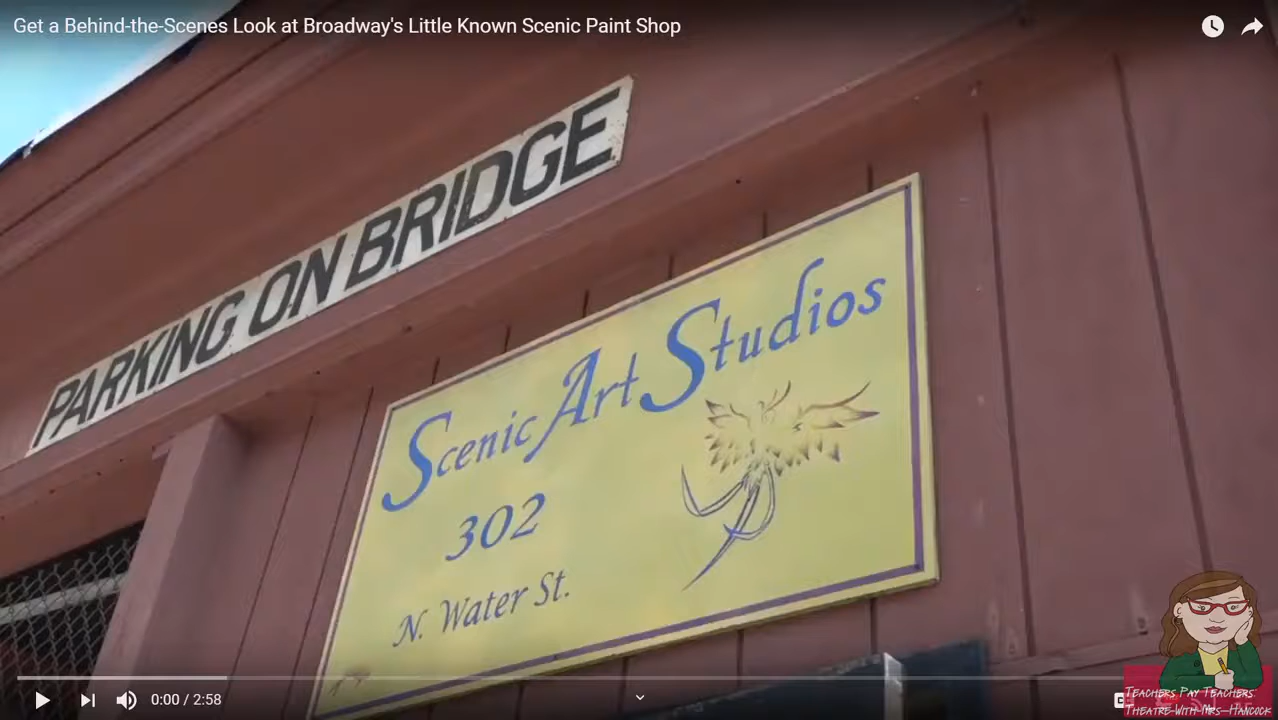 Get a Behind-the-Scenes Look at Broadway's Little Known Scenic Paint Shop
PARKING ON BRIDGE
Scenic Art Studios
302
N. Water St.
0:00 / 2:58
Teachers Pay Teachers
Theatre-With-Mrs-Hancock